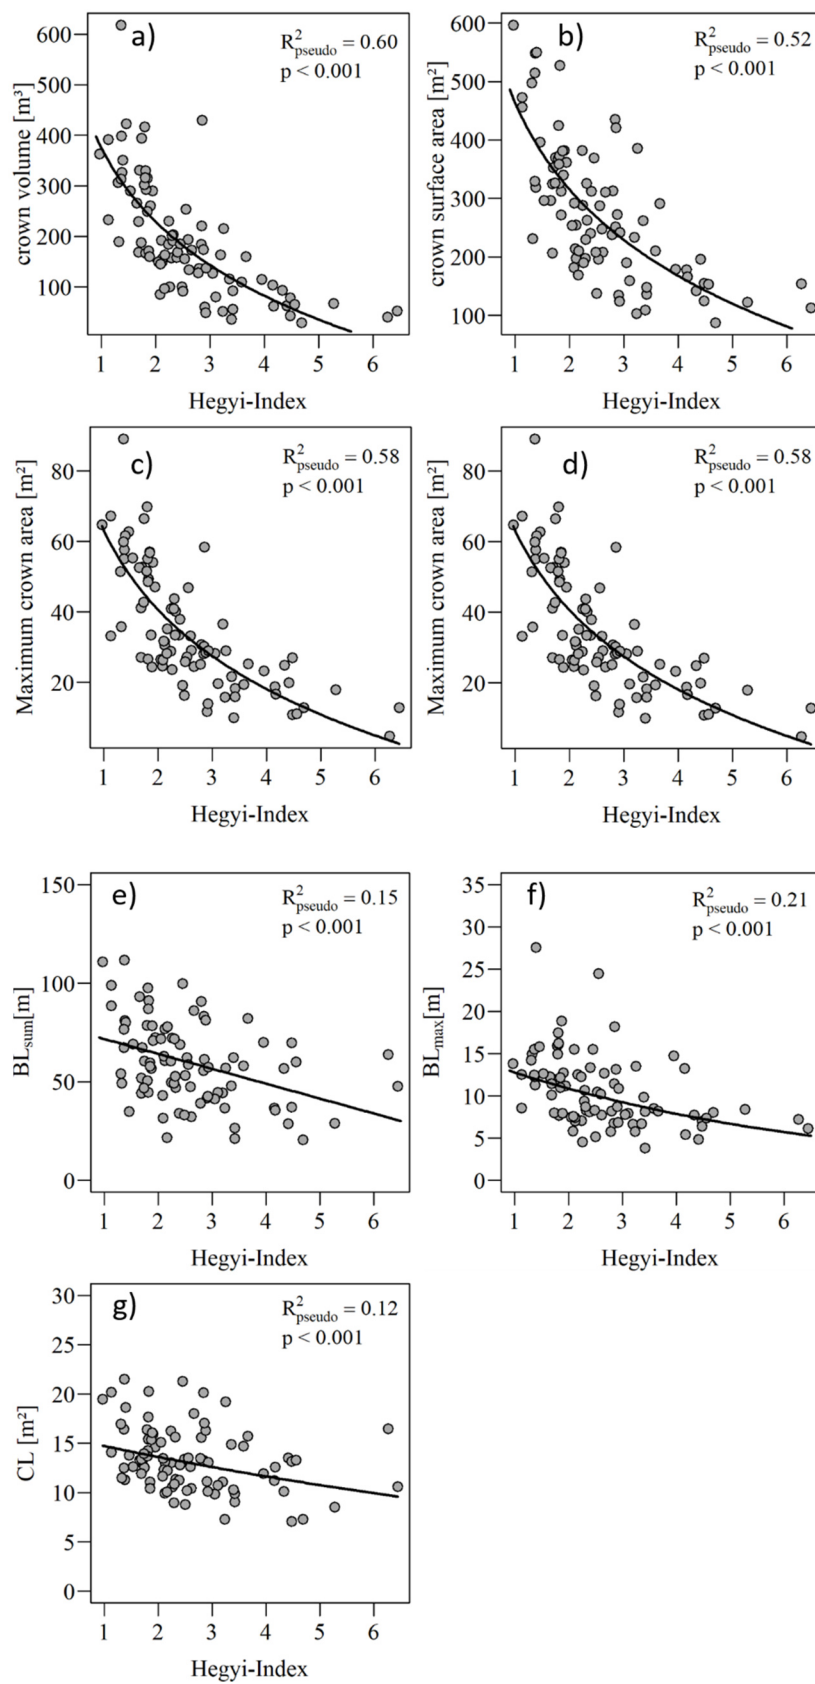 a)
R²pseudo = 0.60
p < 0.001
crown volume [m³]
600
500
400
300
200
100
1 2 3 4 5 6
Hegyi-Index
b)
R²pseudo = 0.52
p < 0.001
crown surface area [m²]
600
500
400
300
200
100
1 2 3 4 5 6
Hegyi-Index
c)
R²pseudo = 0.58
p < 0.001
Maximum crown area [m²]
80
60
40
20
1 2 3 4 5 6
Hegyi-Index
d)
R²pseudo = 0.58
p < 0.001
Maximum crown area [m²]
80
60
40
20
1 2 3 4 5 6
Hegyi-Index
e)
R²pseudo = 0.15
p < 0.001
BLsum[m]
150
100
50
0
1 2 3 4 5 6
Hegyi-Index
f)
R²pseudo = 0.21
p < 0.001
BLmax[m]
35
30
25
20
15
10
5
0
1 2 3 4 5 6
Hegyi-Index
g)
R²pseudo = 0.12
p < 0.001
CL [m²]
30
25
20
15
10
5
0
1 2 3 4 5 6
Hegyi-Index